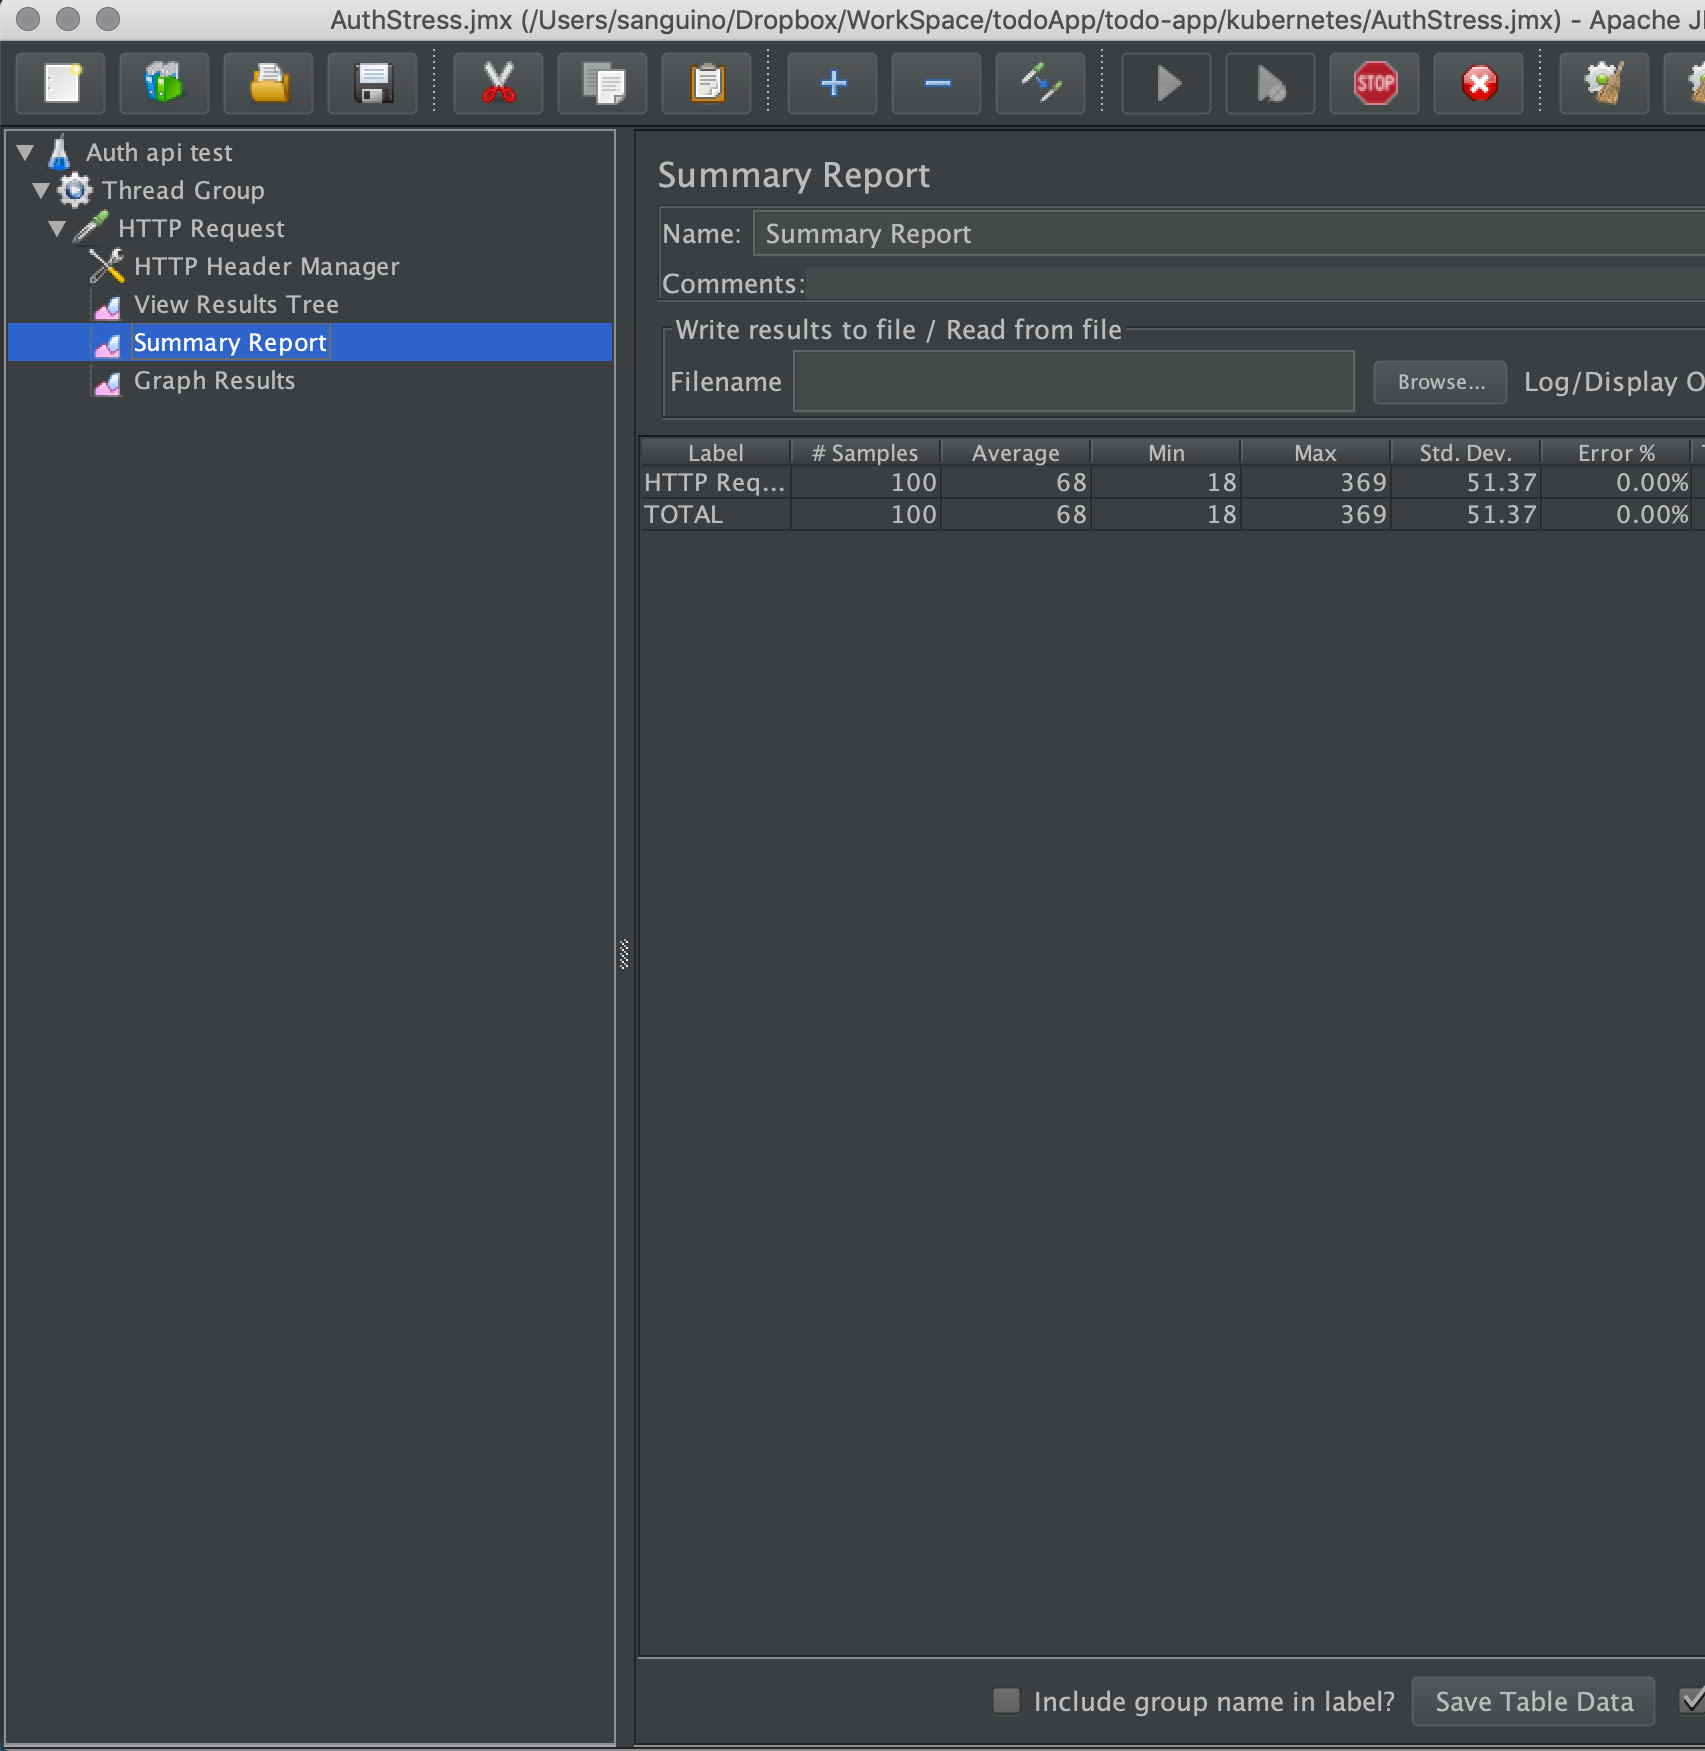 AuthStress.jmx (/Users/sanguino/Dropbox/WorkSpace/todoApp/todo-app/kubernetes/AuthStress.jmx) - Apache J
STOP
Auth api test
Thread Group
HTTP Request
HTTP Header Manager
View Results Tree
Summary Report
Graph Results
Summary Report
Name: Summary Report
Comments:
Write results to file / Read from file
Filename Browse... Log/Display O
Label # Samples Average Min Max Std. Dev. Error %
HTTP Req... 100 68 18 369 51.37 0.00%
TOTAL 100 68 18 369 51.37 0.00%
Include group name in label? Save Table Data